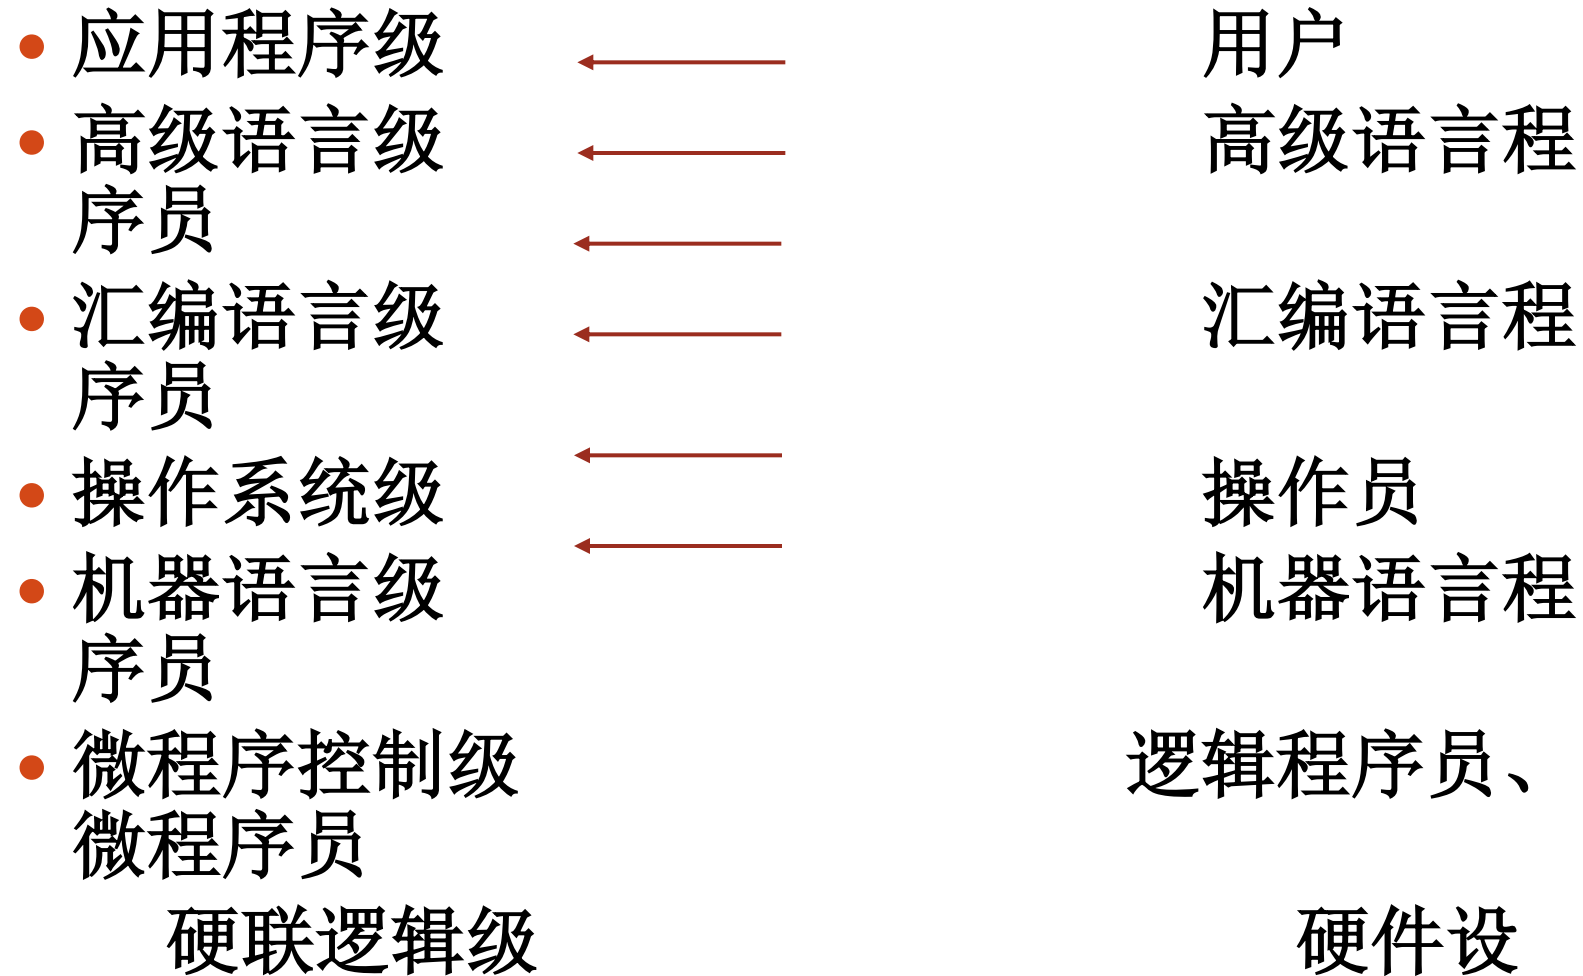 应用程序级 用户
高级语言级 高级语言程
序员
汇编语言级 汇编语言程
序员
操作系统级 操作员
机器语言级 机器语言程
序员
微程序控制级 逻辑程序员、
微程序员
硬联逻辑级 硬件设